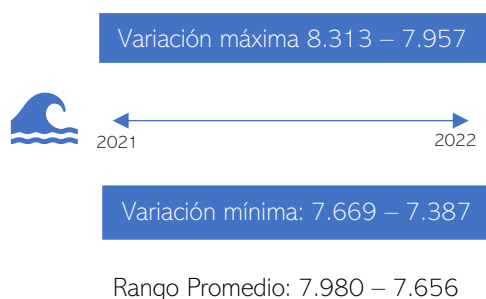 Variación máxima 8.313 – 7.957
2021
2022
Variación mínima: 7.669 – 7.387
Rango Promedio: 7.980 – 7.656